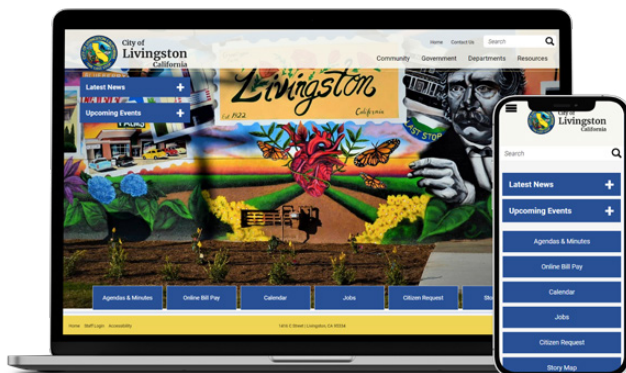 City of
Livingston
California
Home Contact Us Search
Community Government Departments Resources
Latest News +
Upcoming Events +
Livingston
Est 1922 California
LAST STOP
Agendas & Minutes
Online Bill Pay
Calendar
Jobs
Citizen Request
Home Staff Login Accessibility
1416 C Street Livingston, CA 95334
City of
Livingston
California
Search
Latest News +
Upcoming Events +
Agendas & Minutes
Online Bill Pay
Calendar
Jobs
Citizen Request
Story Map